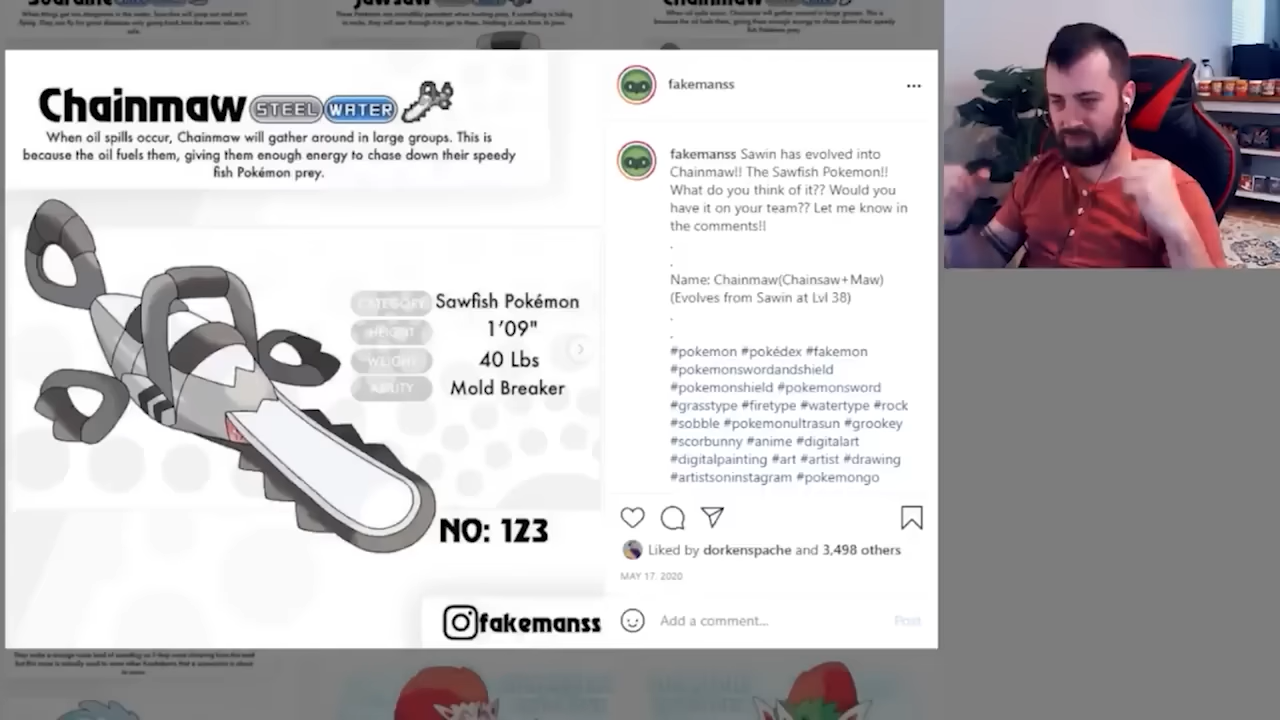 Chainmaw STEEL WATER
When oil spills occur, Chainmaw will gather around in large groups. This is
because the oil fuels them, giving them enough energy to chase down their speedy
fish Pokémon prey.
CATEGORY Sawfish Pokémon
HEIGHT 1'09"
WEIGHT 40 Lbs
ABILITY Mold Breaker
NO: 123
fakemanss
fakemanss
...
fakemanss Sawin has evolved into
Chainmaw!! The Sawfish Pokemon!!
What do you think of it?? Would you
have it on your team?? Let me know in
the comments!!
.
.
Name: Chainmaw(Chainsaw+Maw)
(Evolves from Sawin at Lvl 38)
.
.
#pokemon #pokédex #fakemon
#pokemonswordandshield
#pokemonshield #pokemonsword
#grasstype #firetype #watertype #rock
#sobble #pokemonultrasun #grookey
#scorbunny #anime #digitalart
#digitalpainting #art #artist #drawing
#artistsoninstagram #pokemongo
Liked by dorkenspache and 3,498 others
MAY 17, 2020
Add a comment...
Post